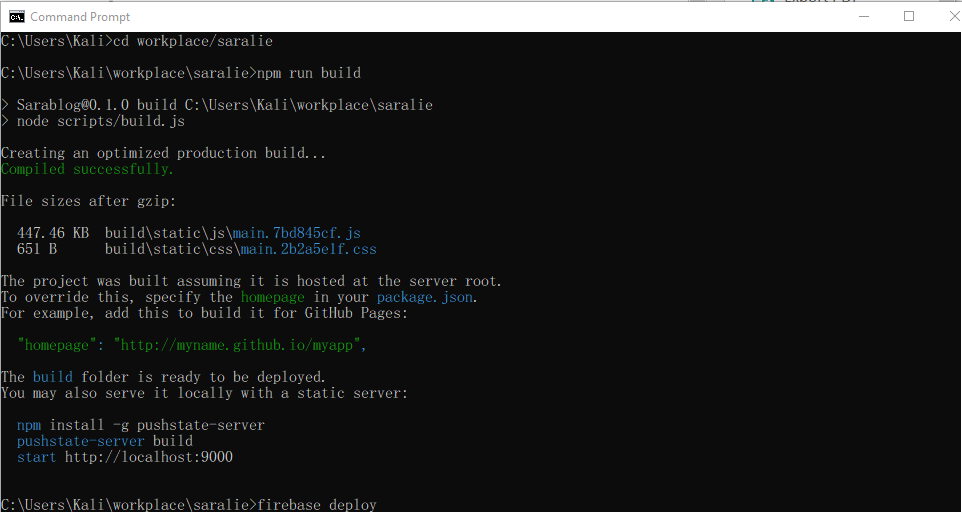 Command Prompt
C:\Users\Kali>cd workplace/saralie
C:\Users\Kali\workplace\saralie>npm run build
> Sarablog@0.1.0 build C:\Users\Kali\workplace\saralie
> node scripts/build.js
Creating an optimized production build...
Compiled successfully.
File sizes after gzip:
447.46 KB build\static\js\main.7bd845cf.js
651 B build\static\css\main.2b2a5e1f.css
The project was built assuming it is hosted at the server root.
To override this, specify the homepage in your package.json.
For example, add this to build it for GitHub Pages:
"homepage": "http://myname.github.io/myapp",
The build folder is ready to be deployed.
You may also serve it locally with a static server:
npm install -g pushstate-server
pushstate-server build
start http://localhost:9000
C:\Users\Kali\workplace\saralie>firebase deploy